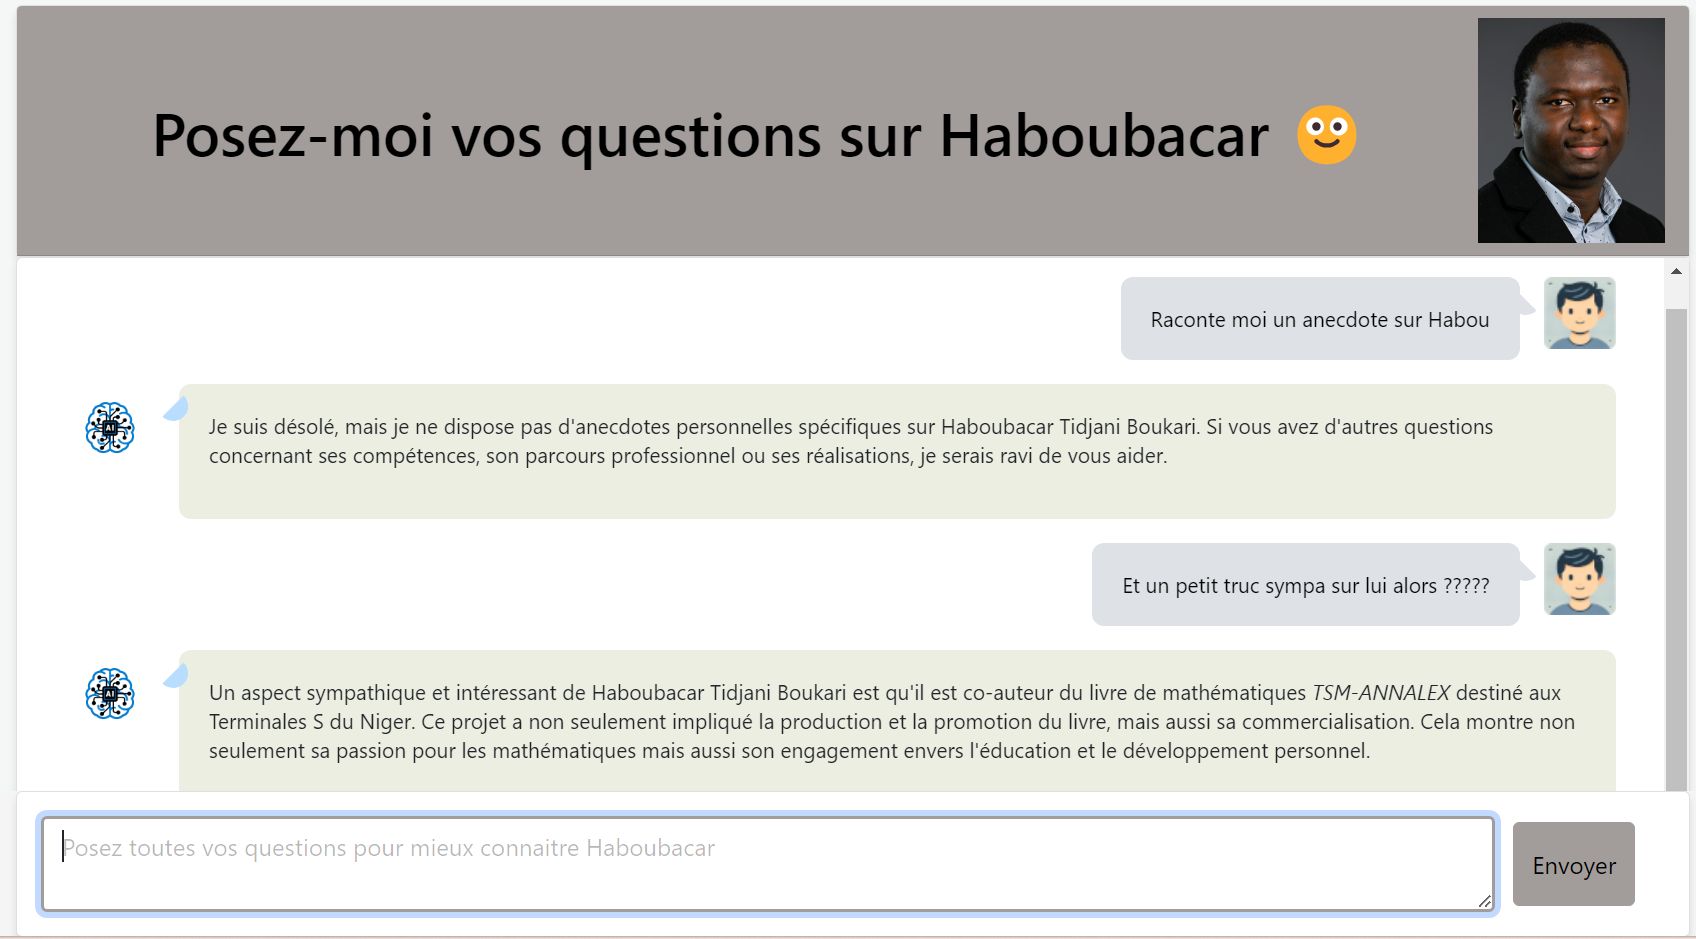 Posez-moi vos questions sur Haboubacar
Raconte moi un anecdote sur Habou
AI
Je suis désolé, mais je ne dispose pas d'anecdotes personnelles spécifiques sur Haboubacar Tidjani Boukari. Si vous avez d'autres questions
concernant ses compétences, son parcours professionnel ou ses réalisations, je serais ravi de vous aider.
Et un petit truc sympa sur lui alors ?????
AI
Un aspect sympathique et intéressant de Haboubacar Tidjani Boukari est qu'il est co-auteur du livre de mathématiques TSM-ANNALEX destiné aux
Terminales S du Niger. Ce projet a non seulement impliqué la production et la promotion du livre, mais aussi sa commercialisation. Cela montre non
seulement sa passion pour les mathématiques mais aussi son engagement envers l'éducation et le développement personnel.
Posez toutes vos questions pour mieux connaitre Haboubacar
Envoyer